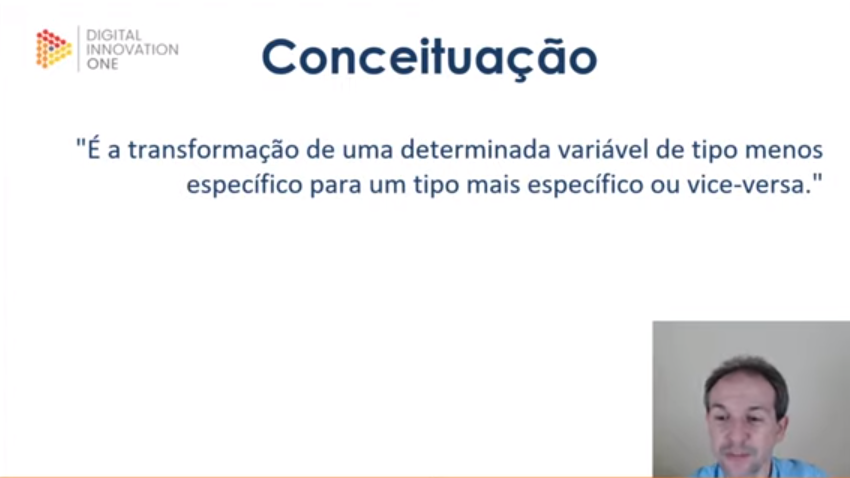 DIGITAL
INNOVATION
ONE
Conceituação
"É a transformação de uma determinada variável de tipo menos
específico para um tipo mais específico ou vice-versa."